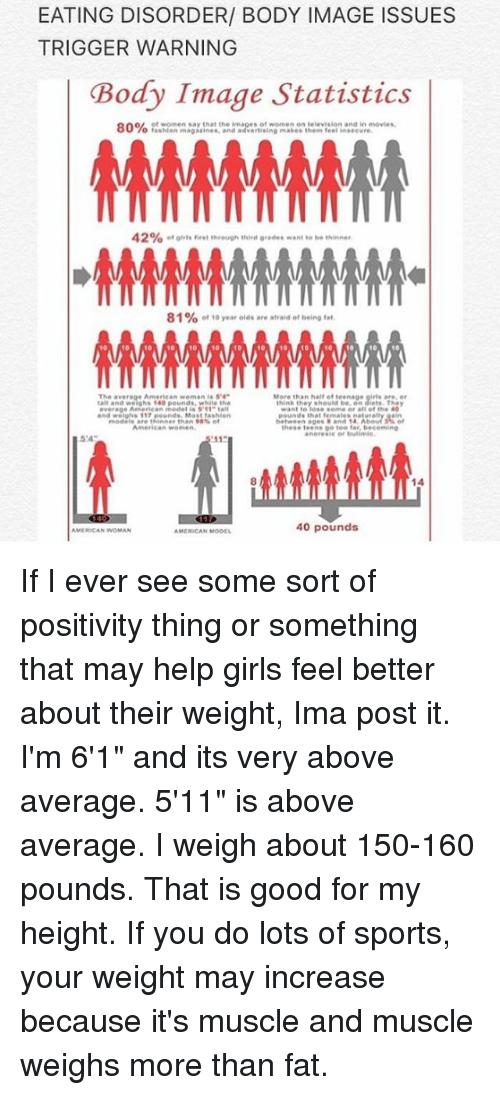 EATING DISORDER/ BODY IMAGE ISSUES
TRIGGER WARNING
Body Image Statistics
80% of women say that the images of women on television and in movies,
fashion magazines, and advertising makes them feel insecure.
42% of girls first through third grades want to be thinner.
81% of 10 year olds are afraid of being fat.
10 10 10 10 10 10 10 10 10 10
The average American woman is 5'4"
tall and weighs 140 pounds, while the
average American model is 5'11" tall
and weighs 117 pounds. Most fashion
models are thinner than 98% of
American women.
More than half of teenage girls are, or
think they should be, on diets. They
want to lose some or all of the 40
pounds that females naturally gain
between ages 8 and 14. About 3% of
these teens go too far, becoming
anorexic or bulimic.
5'4"
5'11"
8
14
140
117
AMERICAN WOMAN
AMERICAN MODEL
40 pounds
If I ever see some sort of
positivity thing or something
that may help girls feel better
about their weight, Ima post it.
I'm 6'1" and its very above
average. 5'11" is above
average. I weigh about 150-160
pounds. That is good for my
height. If you do lots of sports,
your weight may increase
because it's muscle and muscle
weighs more than fat.